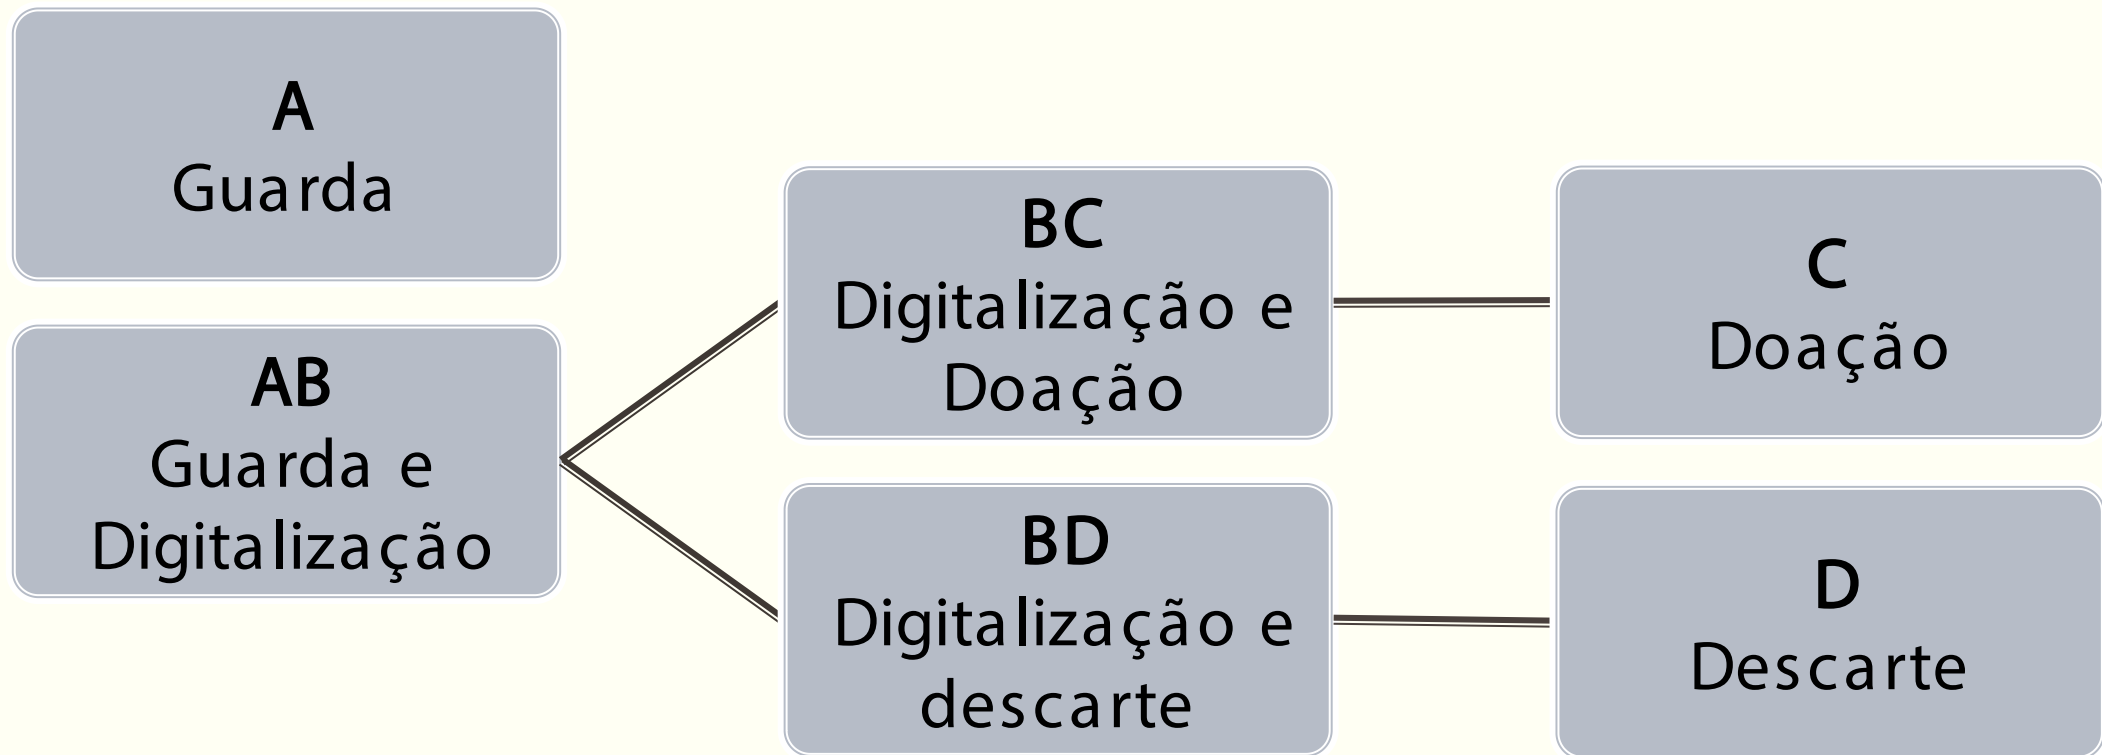 A
Guarda
AB
Guarda e
Digitalização
BC
Digitalização e
Doação
BD
Digitalização e
descarte
C
Doação
D
Descarte